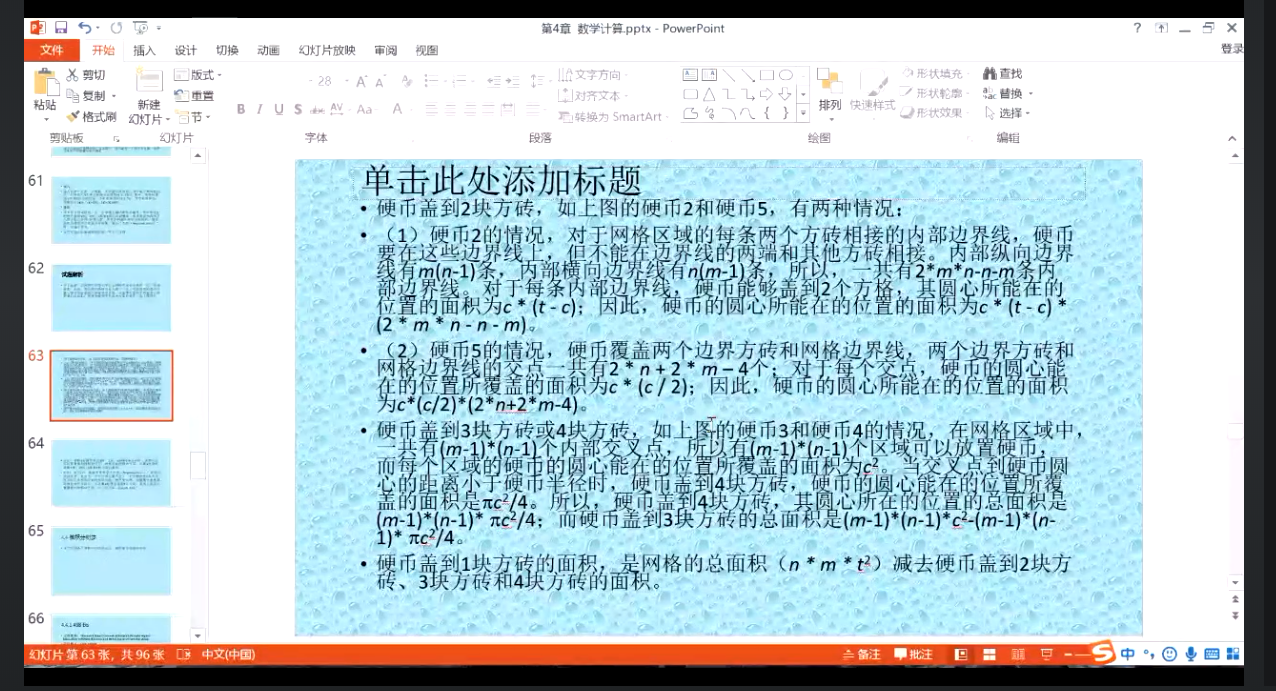 第4章 数学计算.pptx - PowerPoint
登录
文件 开始 插入 设计 切换 动画 幻灯片放映 审阅 视图
粘贴 剪切 复制 格式刷
新建 幻灯片 版式 重置 节
28
B I U S abc AV Aa A
文字方向
对齐文本
转换为 SmartArt
排列 快速样式
形状填充
形状轮廓
形状效果
查找
替换
选择
剪贴板 幻灯片 字体 段落 绘图 编辑
61
62
63
64
65
66
单击此处添加标题
• 硬币盖到2块方砖，如上图的硬币2和硬币5，有两种情况：
• （1）硬币2的情况，对于网格区域的每条两个方砖相接的内部边界线，硬币
要在这些边界线上，但不能在边界线的两端和其他方砖相接。内部纵向边界
线有m(n-1)条，内部横向边界线有n(m-1)条，所以，一共有2*m*n-n-m条内
部边界线。对于每条内部边界线，硬币能够盖到2个方格，其圆心所能在的
位置的面积为c * (t - c)；因此，硬币的圆心所能在的位置的面积为c * (t - c) *
(2 * m * n - n - m)。
• （2）硬币5的情况，硬币覆盖两个边界方砖和网格边界线，两个边界方砖和
网格边界线的交点一共有2 * n + 2 * m – 4个；对于每个交点，硬币的圆心能
在的位置所覆盖的面积为c * (c / 2)；因此，硬币的圆心所能在的位置的面积
为c*(c/2)*(2*n+2*m-4)。
• 硬币盖到3块方砖或4块方砖，如上图的硬币3和硬币4的情况，在网格区域中，
一共有(m-1)*(n-1)个内部交叉点，所以有(m-1)*(n-1)个区域可以放置硬币，
而每个区域的硬币的圆心能在的位置所覆盖的面积为c²。当交叉点到硬币圆
心的距离小于硬币半径时，硬币盖到4块方砖，硬币的圆心能在的位置所覆
盖的面积是πc²/4。所以，硬币盖到4块方砖，其圆心所在的位置的总面积是
(m-1)*(n-1)* πc²/4；而硬币盖到3块方砖的总面积是(m-1)*(n-1)*c²-(m-1)*(n-
1)* πc²/4。
• 硬币盖到1块方砖的面积，是网格的总面积（n * m * t²）减去硬币盖到2块方
砖、3块方砖和4块方砖的面积。
幻灯片 第 63 张，共 96 张 中文(中国) 备注 批注 中